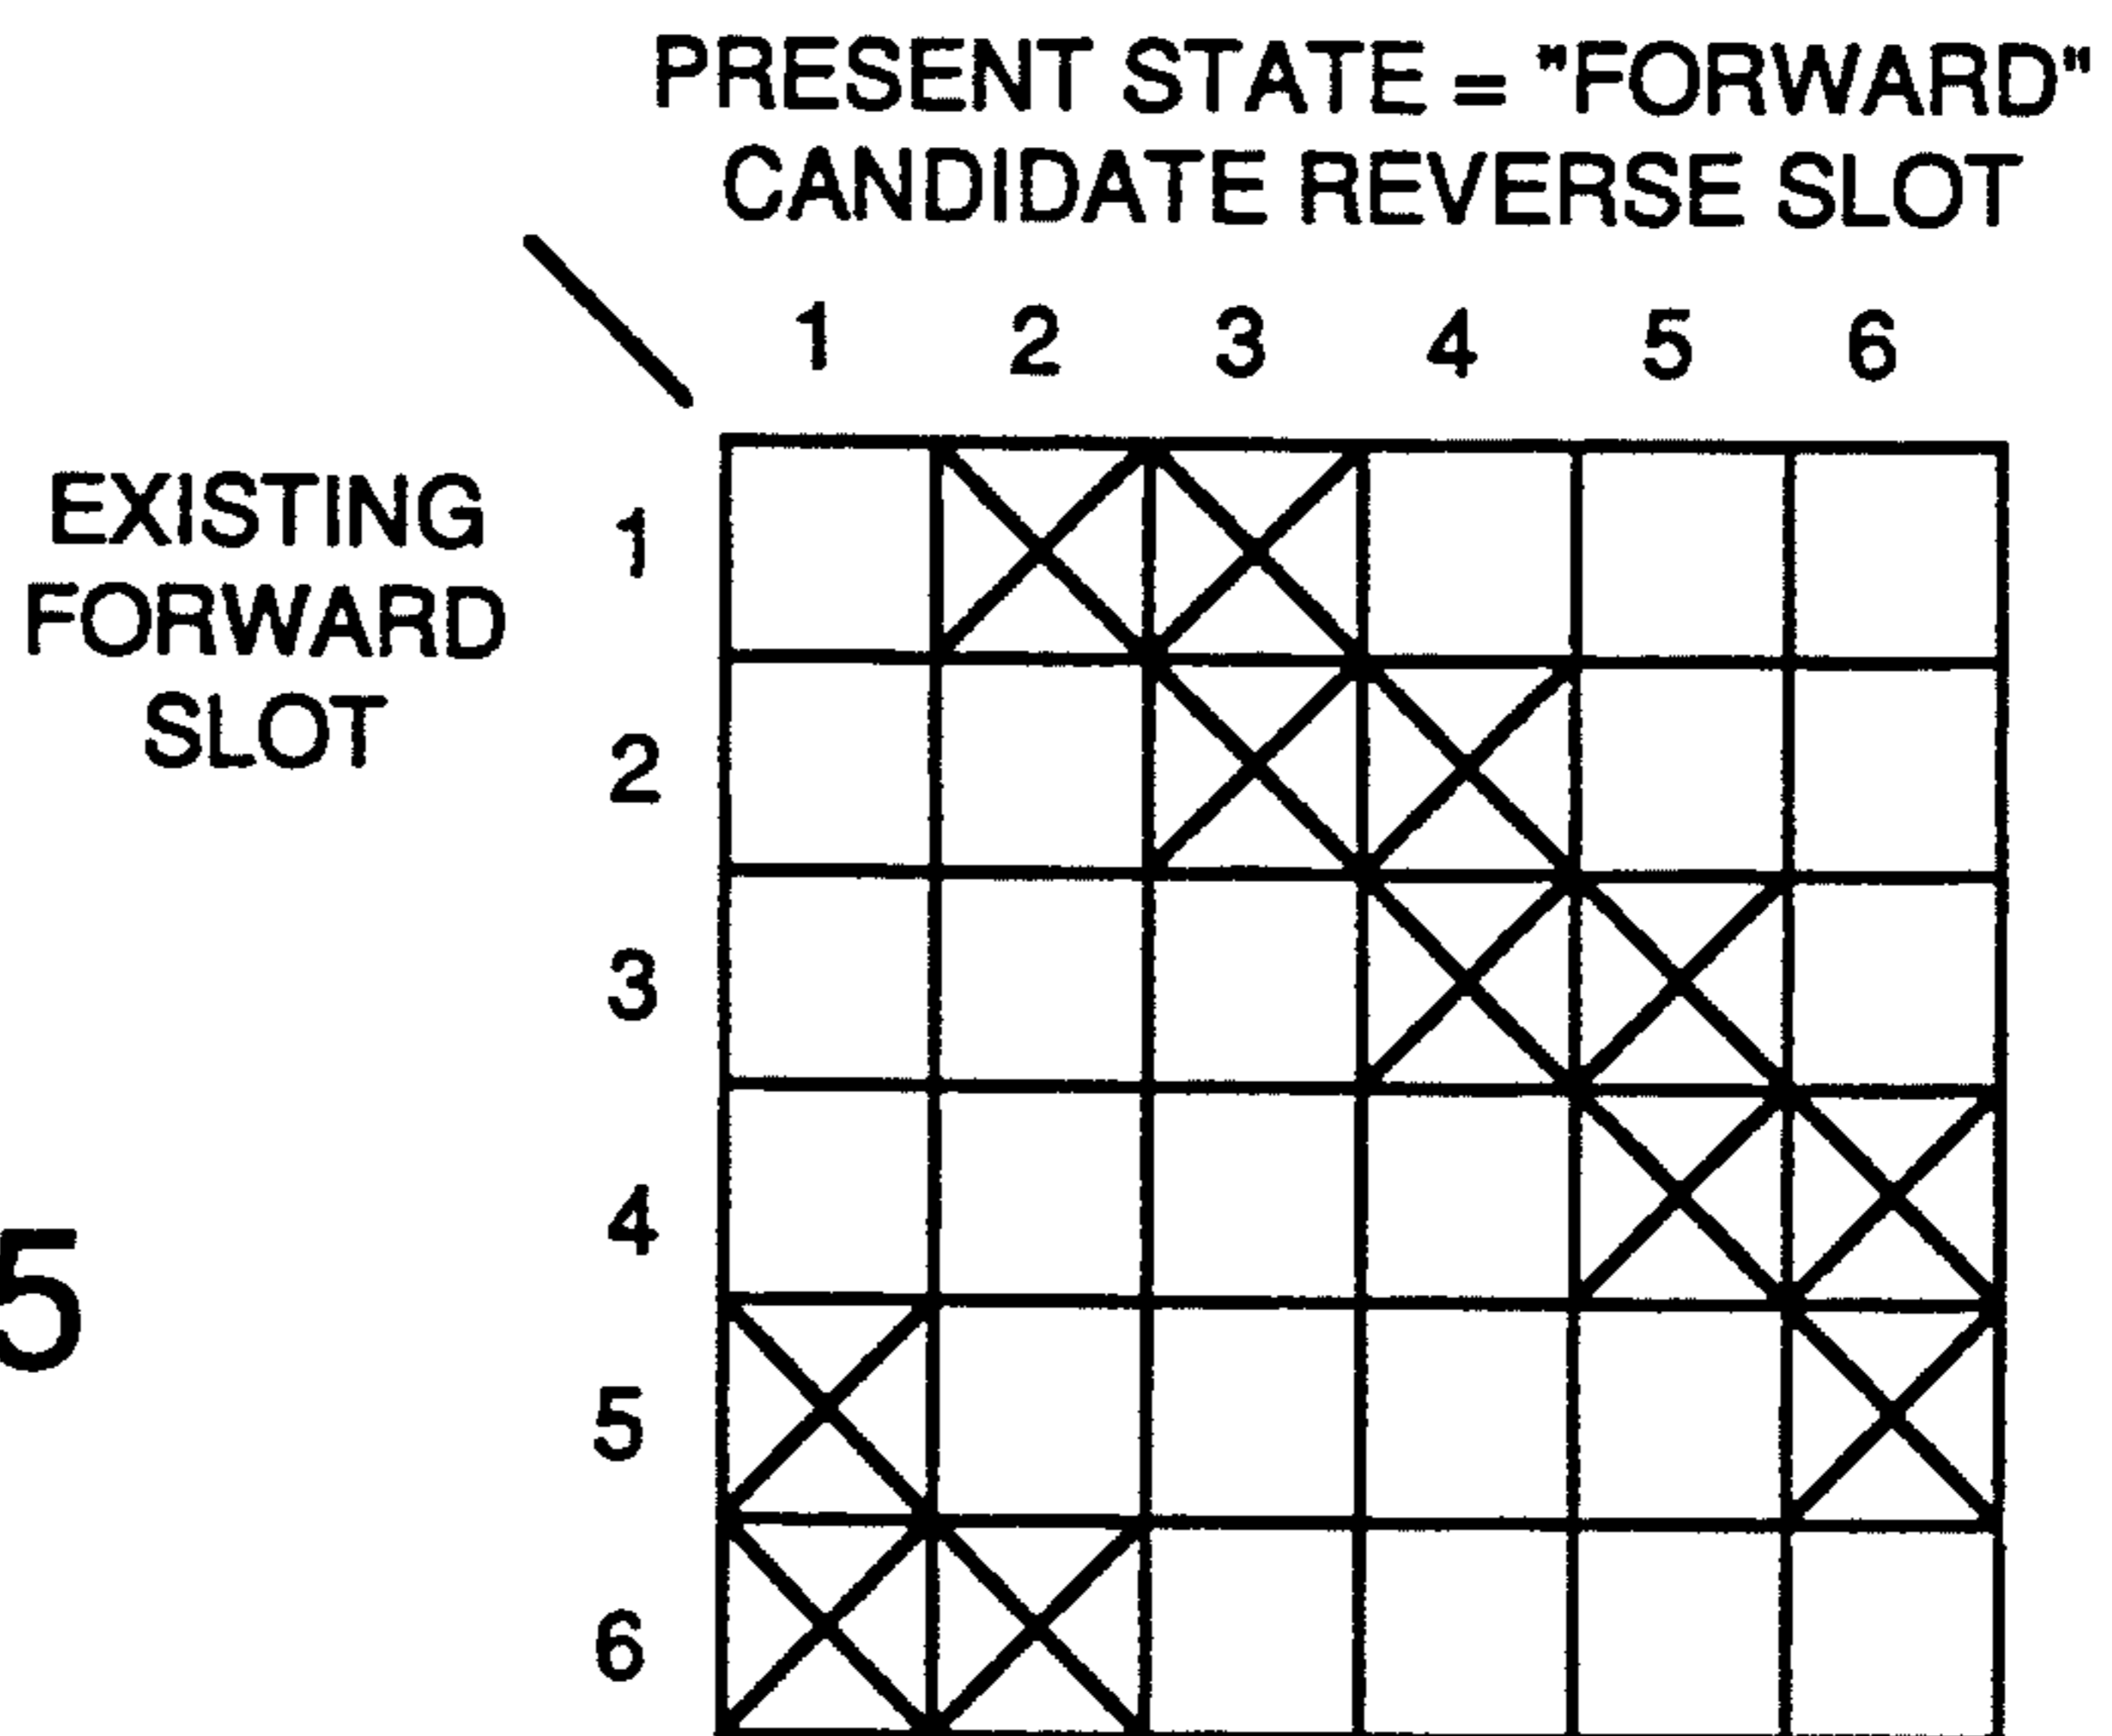 PRESENT STATE = "FORWARD"
CANDIDATE REVERSE SLOT
1 2 3 4 5 6
EXISTING
FORWARD
SLOT
1
2
3
4
5
6
5